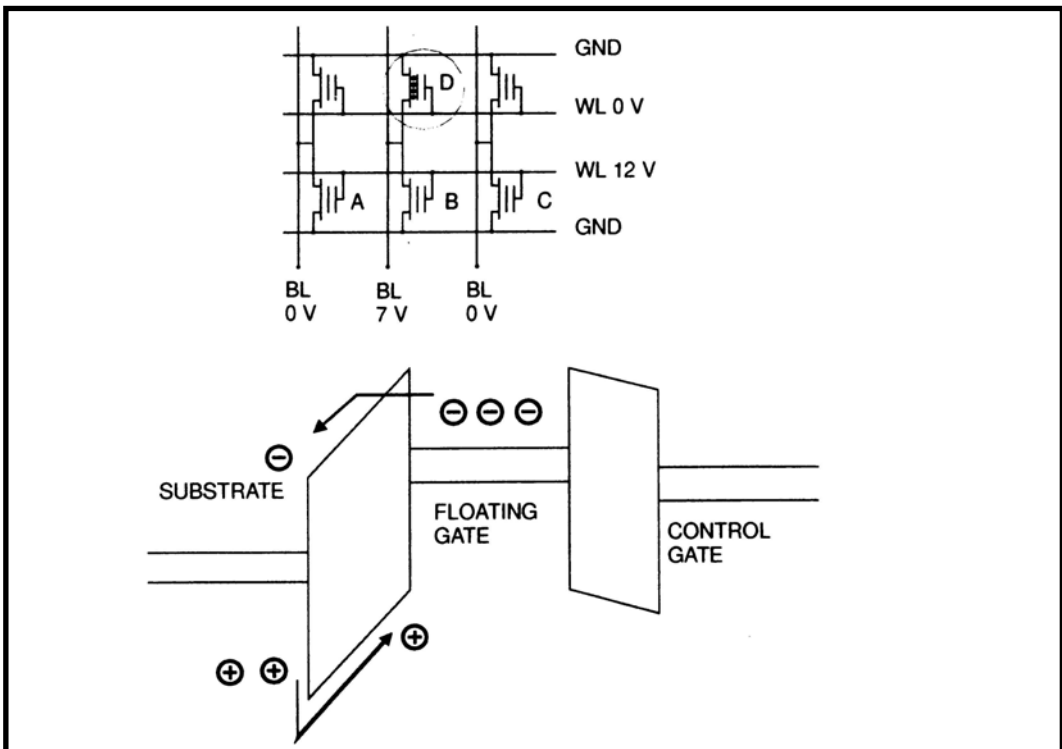 GND
D
WL 0 V
WL 12 V
A
B
C
GND
BL
0 V
BL
7 V
BL
0 V
⊖ ⊖ ⊖
⊖
SUBSTRATE
FLOATING
GATE
CONTROL
GATE
⊕
⊕ ⊕